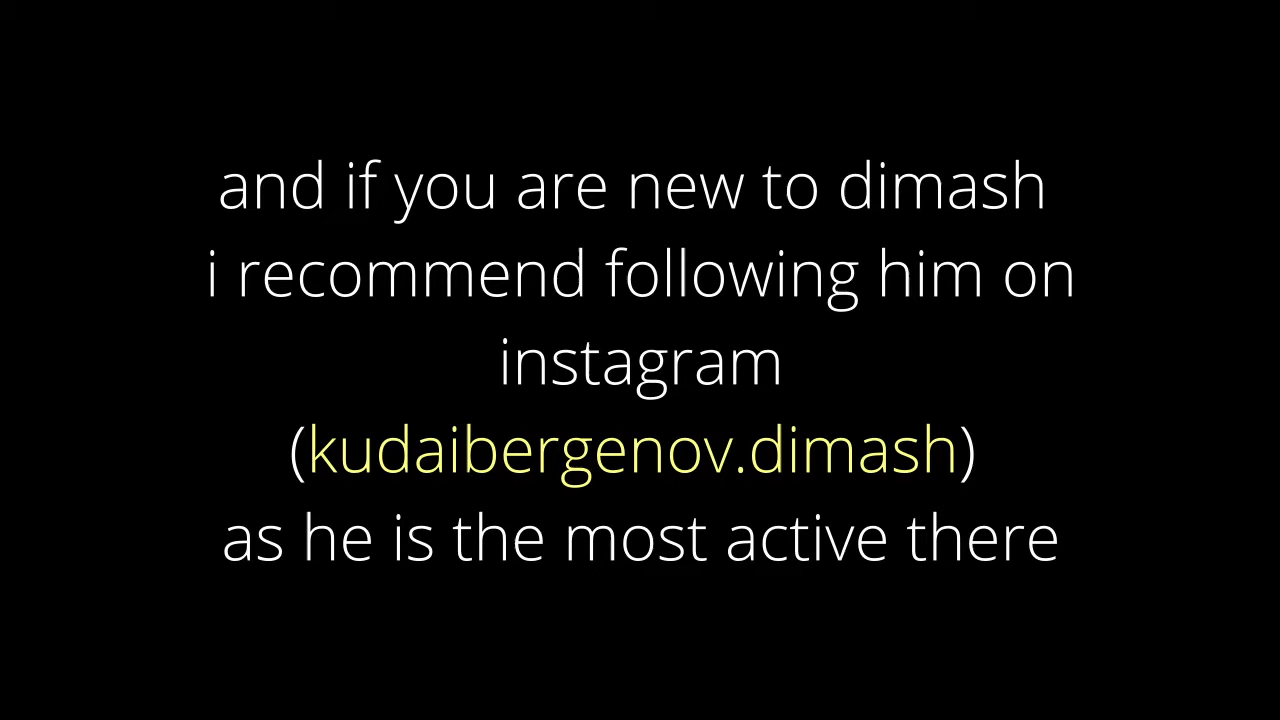 and if you are new to dimash
i recommend following him on
instagram
(kudaibergenov.dimash)
as he is the most active there